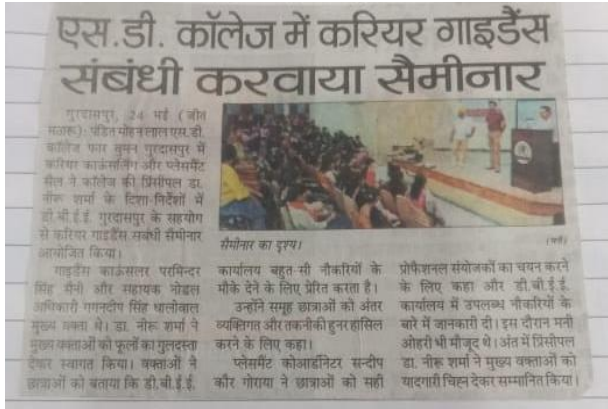 एस.डी. कॉलेज में करियर गाइडैंस
संबंधी करवाया सैमीनार
गुरदासपुर, 24 मई (जीत
मठारू): पंडित मोहन लाल एस.डी.
कॉलेज फार वुमन गुरदासपुर में
करियर काऊंसलिंग और प्लेसमैंट
सैल ने कॉलेज की प्रिंसीपल डा.
नीरू शर्मा के दिशा-निर्देशों में
डी.बी.ई.ई. गुरदासपुर के सहयोग
से करियर गाइडैंस संबंधी सैमीनार
आयोजित किया।
गाइडैंस काऊंसलर परमिन्दर
सिंह सैनी और सहायक नोडल
अधिकारी गगनदीप सिंह धालीवाल
मुख्य वक्ता थे। डा. नीरू शर्मा ने
मुख्य वक्ताओं को फूलों का गुलदस्ता
देकर स्वागत किया। वक्ताओं ने
छात्राओं को बताया कि डी.बी.ई.ई.
सैमीनार का दृश्य।
कार्यालय बहुत-सी नौकरियों के
मौके देने के लिए प्रेरित करता है।
उन्होंने समूह छात्राओं को अंतर
व्यक्तिगत और तकनीकी हुनर हासिल
करने के लिए कहा।
प्लेसमैंट कोआर्डीनेटर सन्दीप
कौर गोराया ने छात्राओं को सही
प्रोफैशनल संयोजकों का चयन करने
के लिए कहा और डी.बी.ई.ई.
कार्यालय में उपलब्ध नौकरियों के
बारे में जानकारी दी। इस दौरान मनी
ओहरी भी मौजूद थे। अंत में प्रिंसीपल
डा. नीरू शर्मा ने मुख्य वक्ताओं को
यादगारी चिह्न देकर सम्मानित किया।